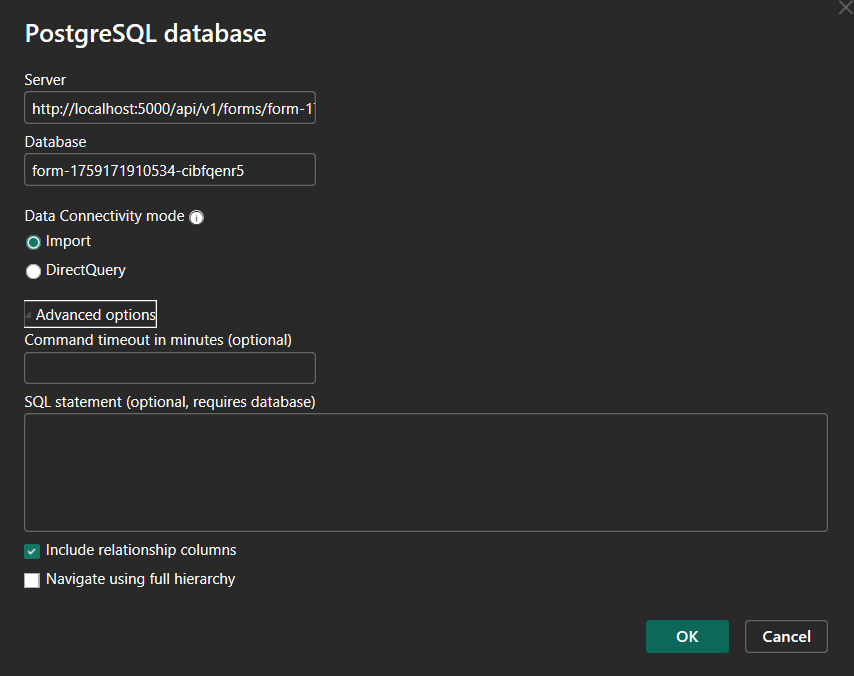 PostgreSQL database
Server
http://localhost:5000/api/v1/forms/form-1
Database
form-1759171910534-cibfqenr5
Data Connectivity mode
Import
DirectQuery
Advanced options
Command timeout in minutes (optional)
SQL statement (optional, requires database)
Include relationship columns
Navigate using full hierarchy
OK Cancel